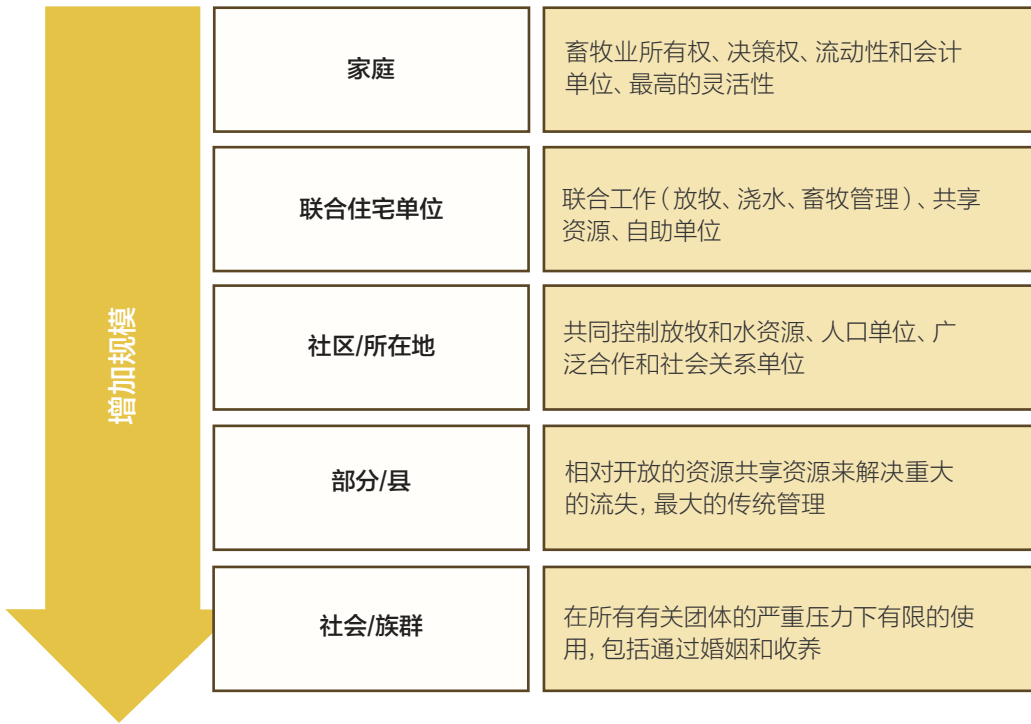 增加规模
家庭
畜牧业所有权、决策权、流动性和会计
单位、最高的灵活性
联合住宅单位
联合工作(放牧、浇水、畜牧管理)、共享
资源、自助单位
社区/所在地
共同控制放牧和水资源、人口单位、广
泛合作和社会关系单位
部分/县
相对开放的资源共享资源来解决重大
的流失, 最大的传统管理
社会/族群
在所有有关团体的严重压力下有限的使
用, 包括通过婚姻和收养